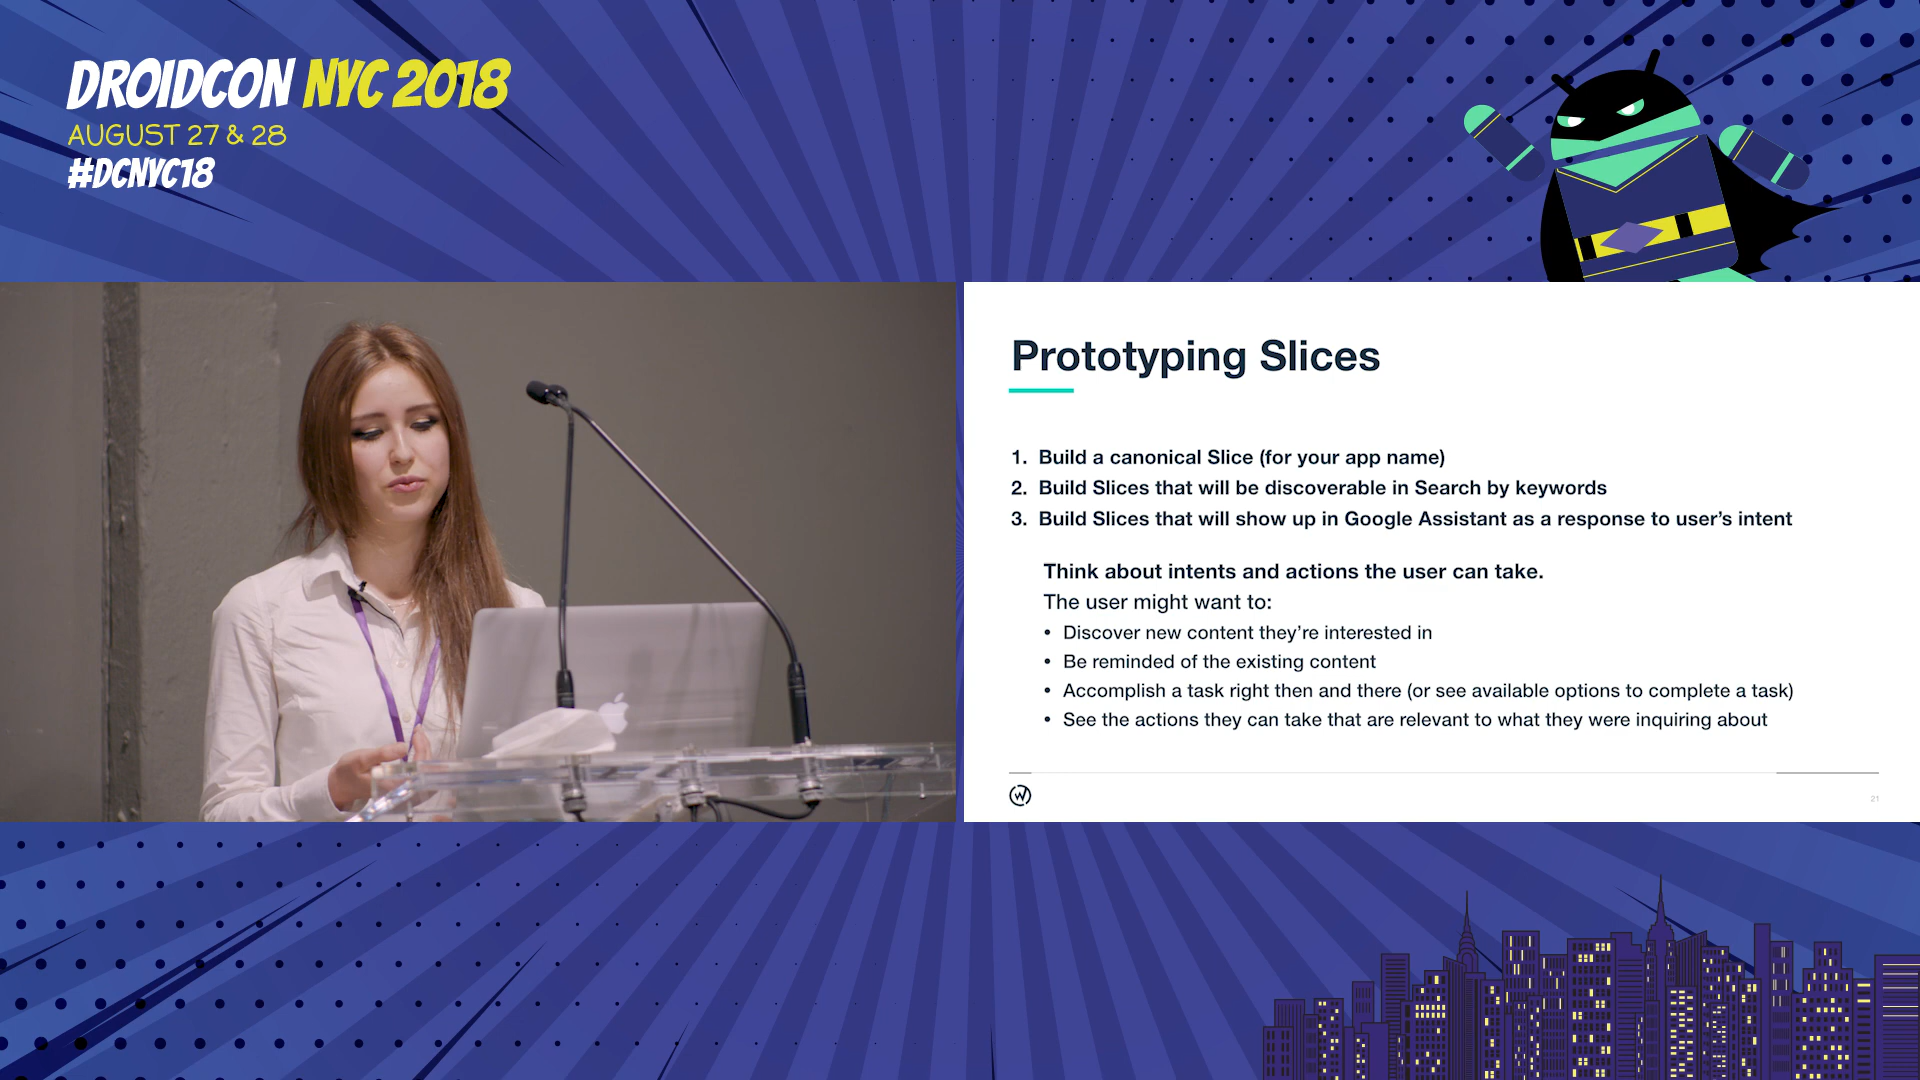 DROIDCON NYC 2018
AUGUST 27 & 28
#DCNYC18
Prototyping Slices
1. Build a canonical Slice (for your app name)
2. Build Slices that will be discoverable in Search by keywords
3. Build Slices that will show up in Google Assistant as a response to user’s intent
Think about intents and actions the user can take.
The user might want to:
• Discover new content they’re interested in
• Be reminded of the existing content
• Accomplish a task right then and there (or see available options to complete a task)
• See the actions they can take that are relevant to what they were inquiring about
21